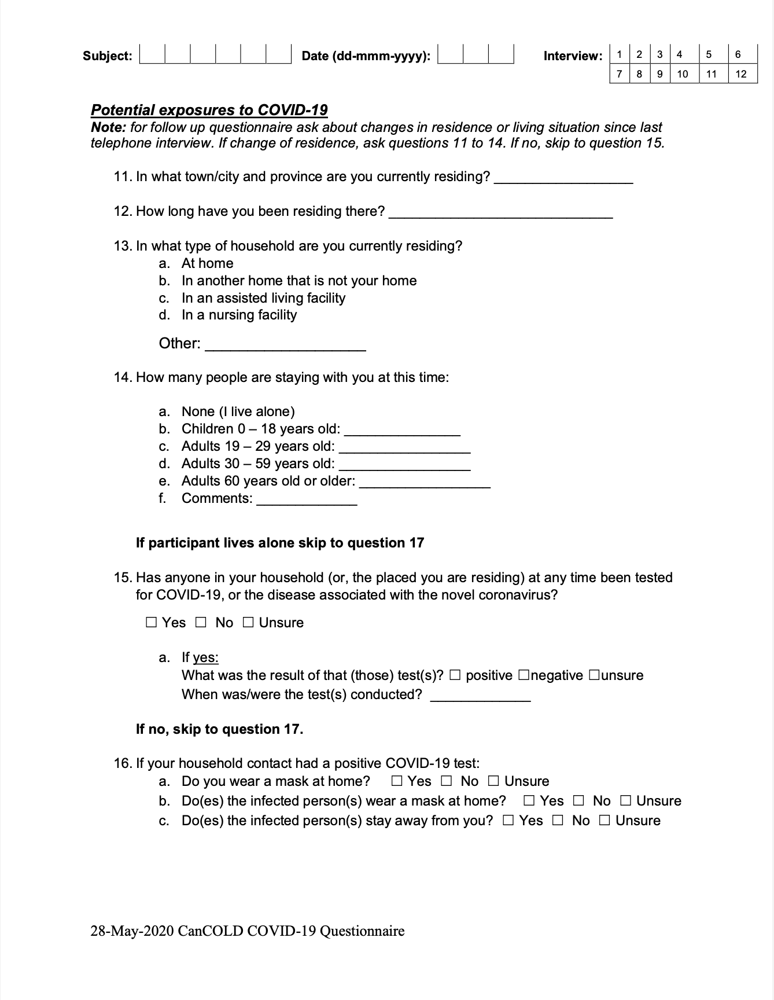 Subject: Date (dd-mmm-yyyy): Interview: 1 2 3 4 5 6
7 8 9 10 11 12
Potential exposures to COVID-19
Note: for follow up questionnaire ask about changes in residence or living situation since last
telephone interview. If change of residence, ask questions 11 to 14. If no, skip to question 15.
11. In what town/city and province are you currently residing? __________________
12. How long have you been residing there? _____________________________
13. In what type of household are you currently residing?
a. At home
b. In another home that is not your home
c. In an assisted living facility
d. In a nursing facility
Other: ___________________
14. How many people are staying with you at this time:
a. None (I live alone)
b. Children 0 – 18 years old: _______________
c. Adults 19 – 29 years old: _________________
d. Adults 30 – 59 years old: _________________
e. Adults 60 years old or older: _________________
f. Comments: _____________
If participant lives alone skip to question 17
15. Has anyone in your household (or, the placed you are residing) at any time been tested
for COVID-19, or the disease associated with the novel coronavirus?
☐ Yes ☐ No ☐ Unsure
a. If yes:
What was the result of that (those) test(s)? ☐ positive ☐negative ☐unsure
When was/were the test(s) conducted? _____________
If no, skip to question 17.
16. If your household contact had a positive COVID-19 test:
a. Do you wear a mask at home? ☐ Yes ☐ No ☐ Unsure
b. Do(es) the infected person(s) wear a mask at home? ☐ Yes ☐ No ☐ Unsure
c. Do(es) the infected person(s) stay away from you? ☐ Yes ☐ No ☐ Unsure
28-May-2020 CanCOLD COVID-19 Questionnaire